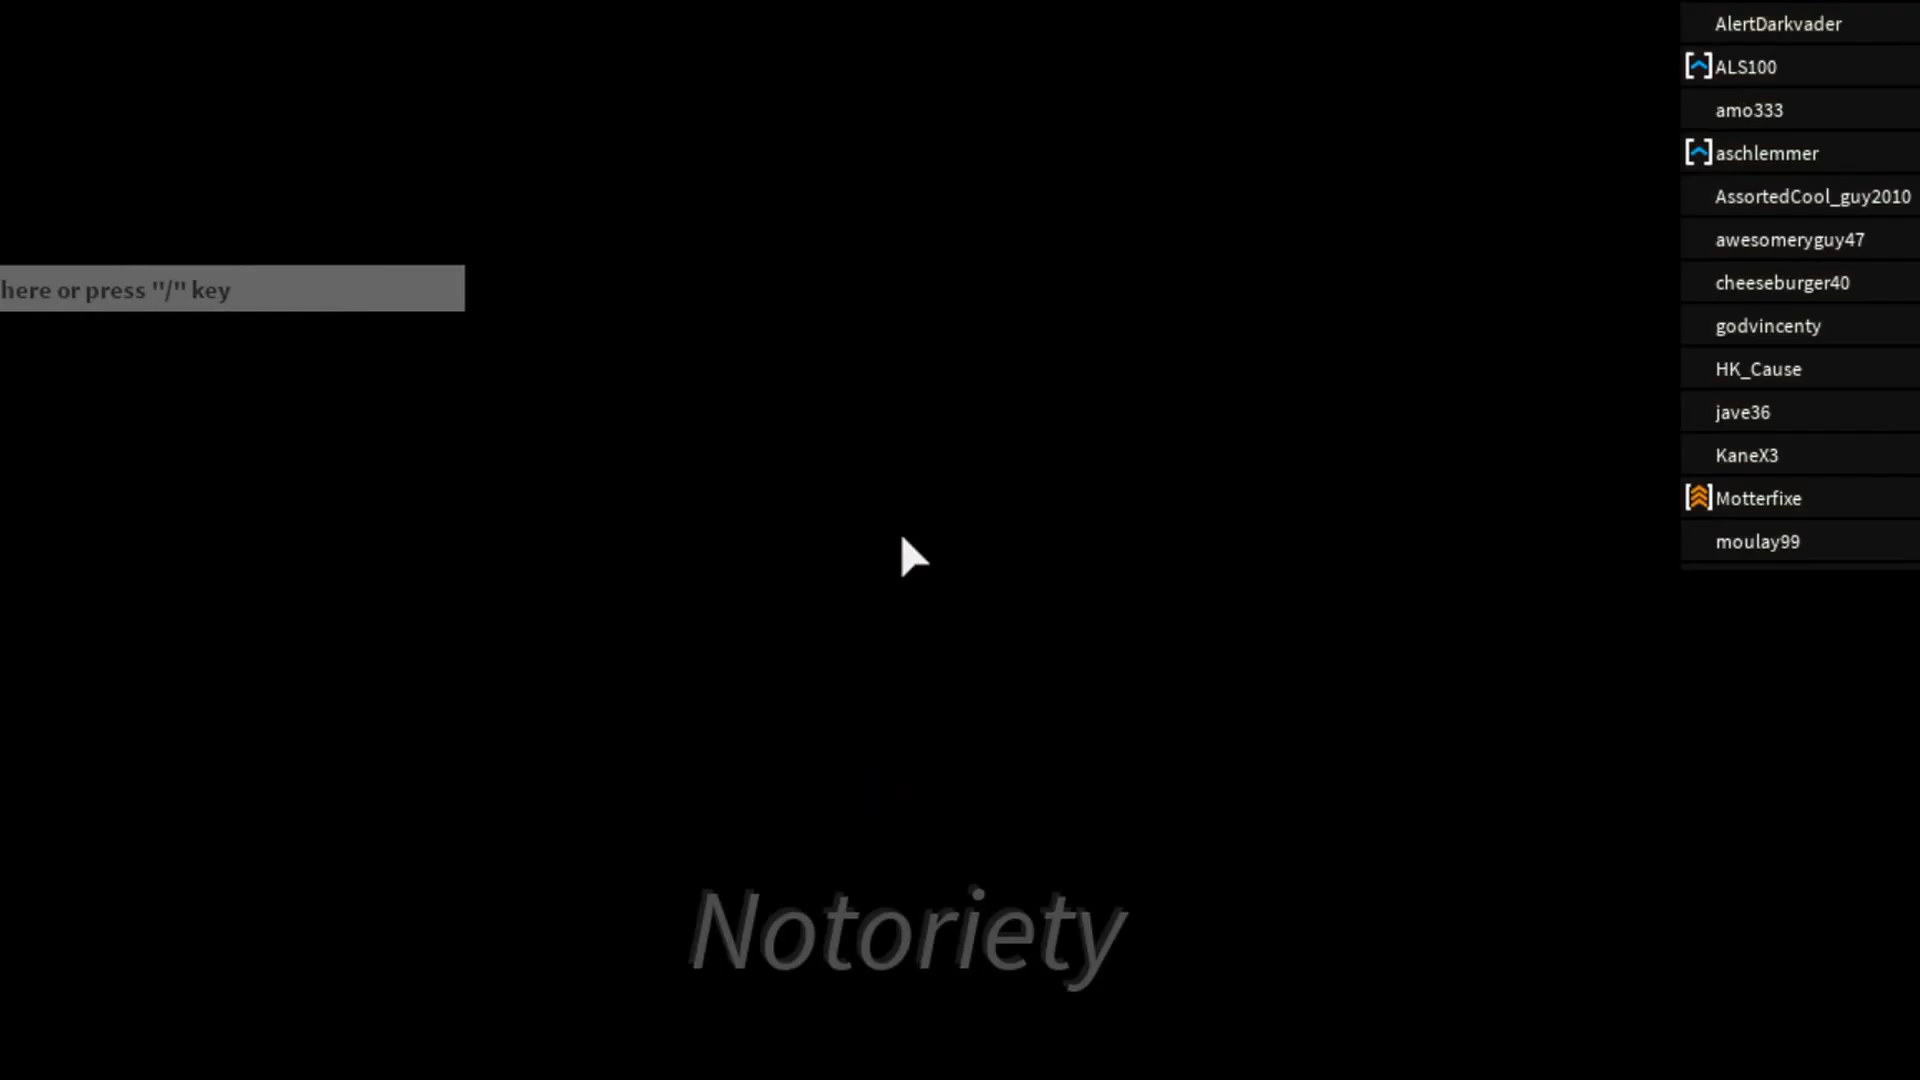 AlertDarkvader
ALS100
amo333
aschlemmer
AssortedCool_guy2010
awesomeryguy47
here or press "/" key
cheeseburger40
godvincenty
HK_Cause
jave36
KaneX3
Motterfixe
moulay99
Notoriety